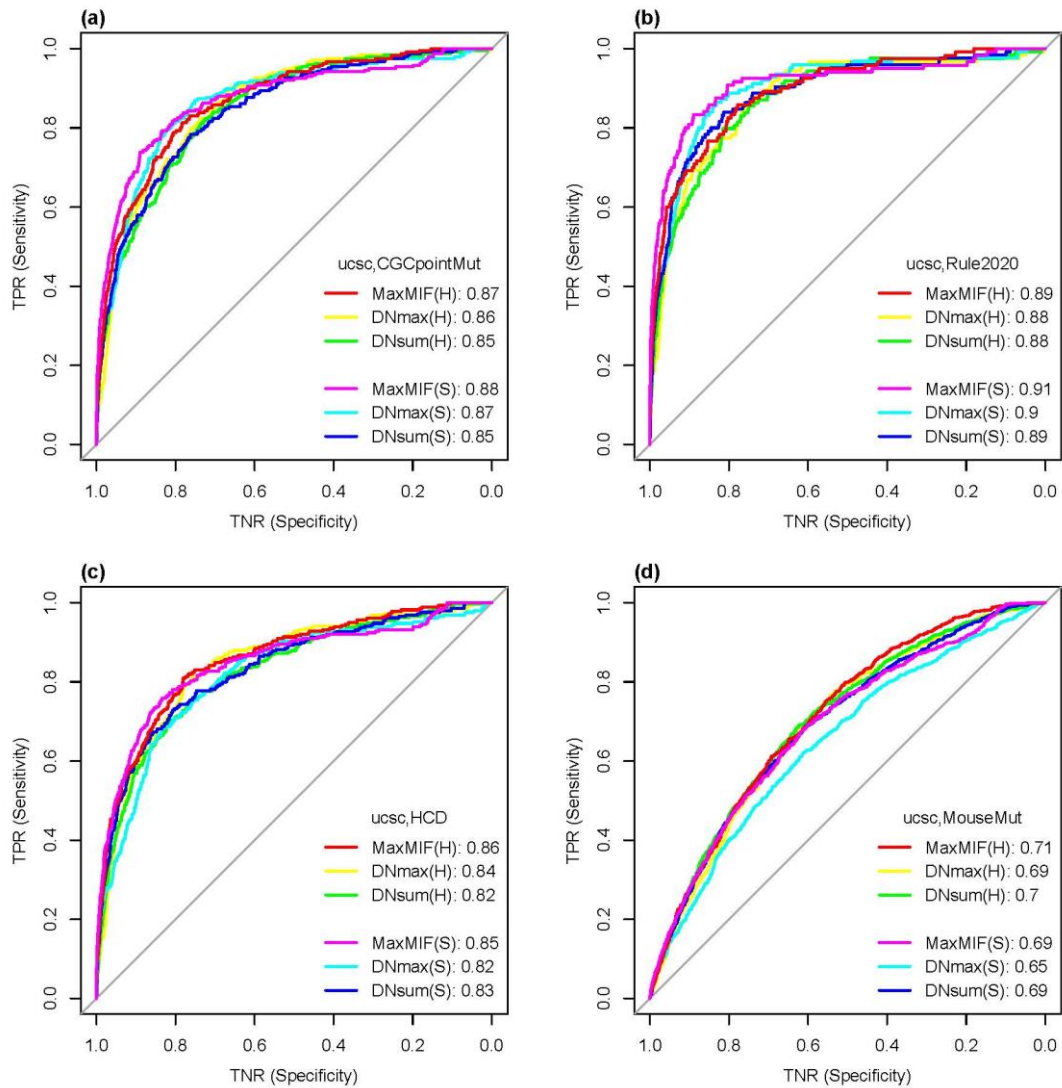 (a)
TPR (Sensitivity)
1.0
0.8
0.6
0.4
0.2
0.0
ucsc,CGCpointMut
MaxMIF(H): 0.87
DNmax(H): 0.86
DNsum(H): 0.85
MaxMIF(S): 0.88
DNmax(S): 0.87
DNsum(S): 0.85
1.0 0.8 0.6 0.4 0.2 0.0
TNR (Specificity)
(b)
TPR (Sensitivity)
1.0
0.8
0.6
0.4
0.2
0.0
ucsc,Rule2020
MaxMIF(H): 0.89
DNmax(H): 0.88
DNsum(H): 0.88
MaxMIF(S): 0.91
DNmax(S): 0.9
DNsum(S): 0.89
1.0 0.8 0.6 0.4 0.2 0.0
TNR (Specificity)
(c)
TPR (Sensitivity)
1.0
0.8
0.6
0.4
0.2
0.0
ucsc,HCD
MaxMIF(H): 0.86
DNmax(H): 0.84
DNsum(H): 0.82
MaxMIF(S): 0.85
DNmax(S): 0.82
DNsum(S): 0.83
1.0 0.8 0.6 0.4 0.2 0.0
TNR (Specificity)
(d)
TPR (Sensitivity)
1.0
0.8
0.6
0.4
0.2
0.0
ucsc,MouseMut
MaxMIF(H): 0.71
DNmax(H): 0.69
DNsum(H): 0.7
MaxMIF(S): 0.69
DNmax(S): 0.65
DNsum(S): 0.69
1.0 0.8 0.6 0.4 0.2 0.0
TNR (Specificity)